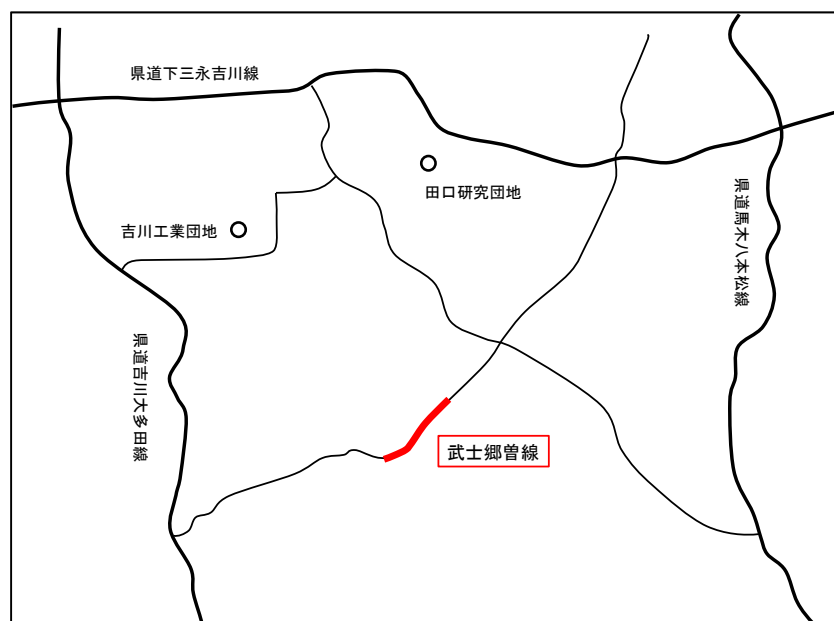 県道下三永吉川線
田口研究団地
吉川工業団地
県道馬木八本松線
県道吉川大多田線
武士郷曽線